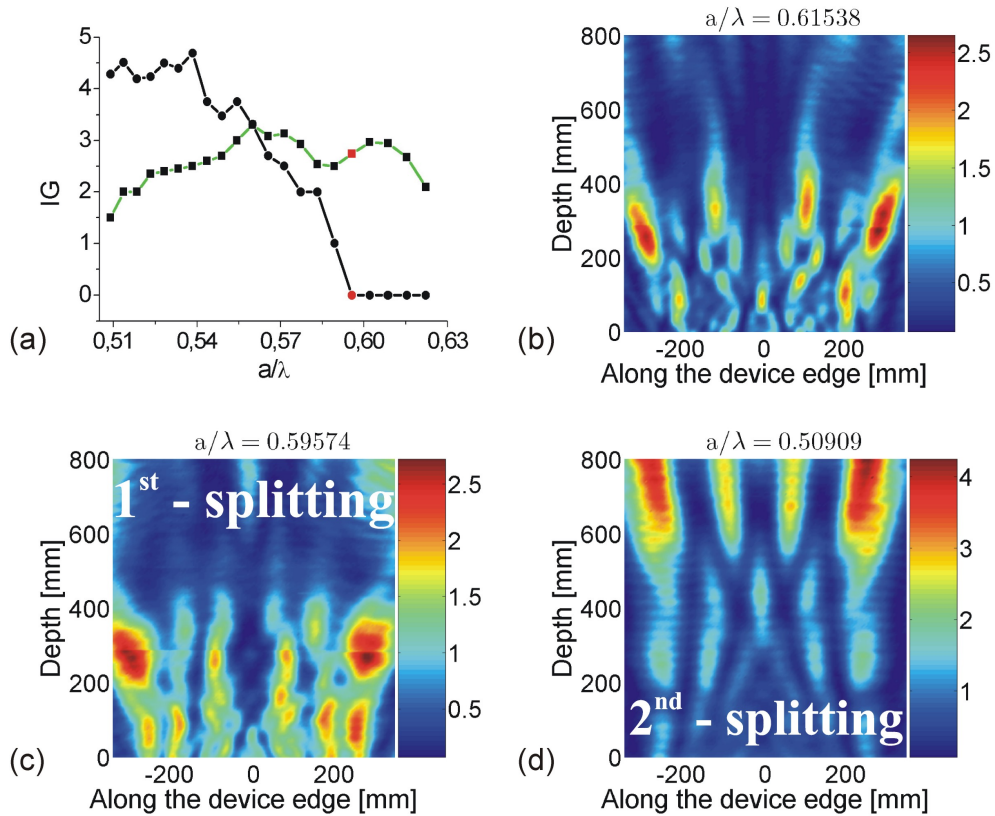 (a)
IG
5
4
3
2
1
0
0,51 0,54 0,57 0,60 0,63
a/λ
(b)
a/λ = 0.61538
Depth [mm]
800
600
400
200
0
-200 0 200
Along the device edge [mm]
2.5
2
1.5
1
0.5
(c)
a/λ = 0.59574
1st - splitting
Depth [mm]
800
600
400
200
0
-200 0 200
Along the device edge [mm]
2.5
2
1.5
1
0.5
(d)
a/λ = 0.50909
2nd - splitting
Depth [mm]
800
600
400
200
0
-200 0 200
Along the device edge [mm]
4
3
2
1